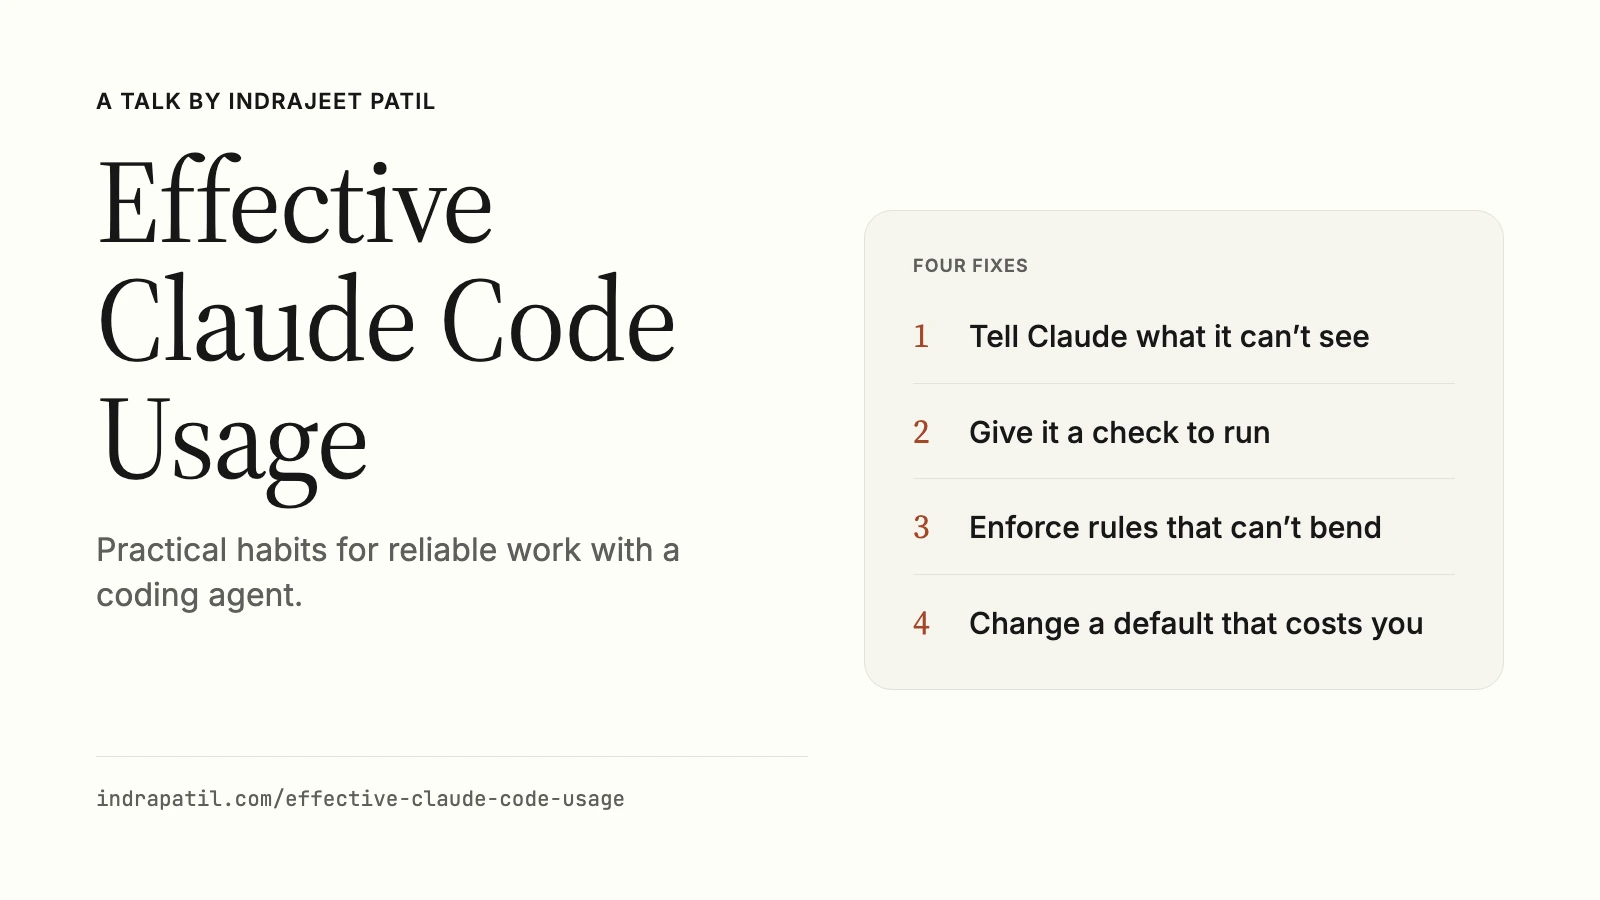 A TALK BY INDRAJEET PATIL
Effective
Claude Code
Usage
Practical habits for reliable work with a
coding agent.
indrapatil.com/effective-claude-code-usage
FOUR FIXES
1 Tell Claude what it can’t see
2 Give it a check to run
3 Enforce rules that can’t bend
4 Change a default that costs you